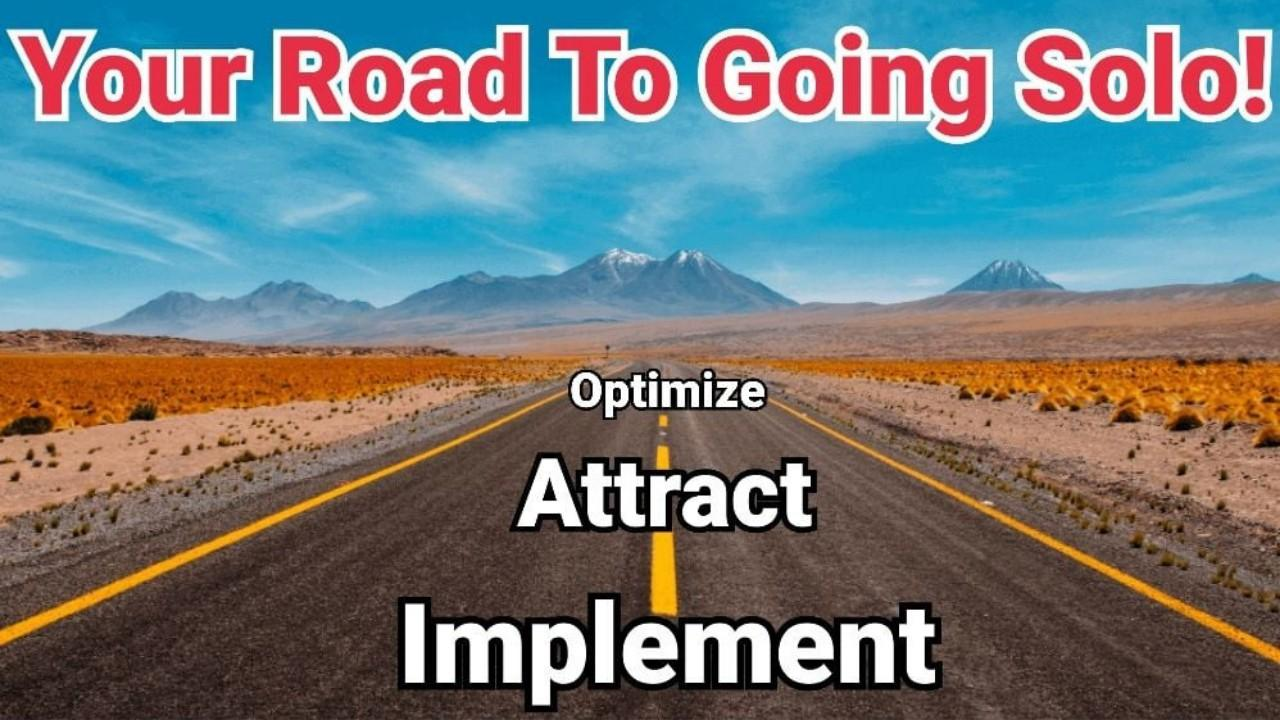 Your Road To Going Solo!
Optimize
Attract
Implement